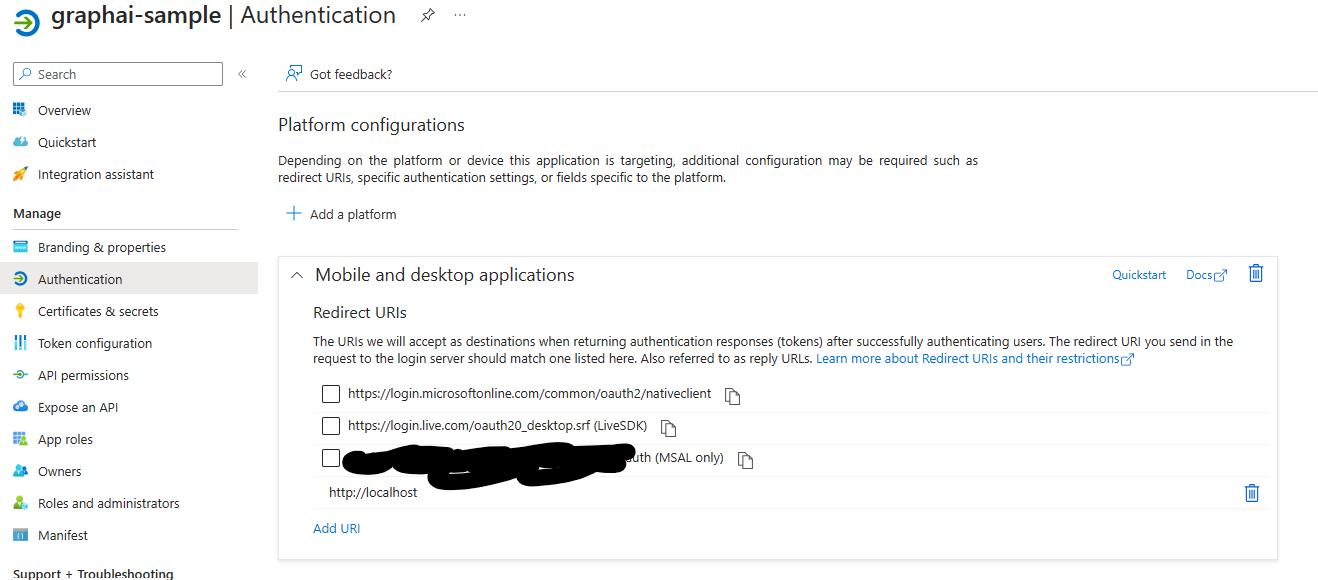 graphai-sample | Authentication
Search
Got feedback?
Overview
Quickstart
Integration assistant
Manage
Branding & properties
Authentication
Certificates & secrets
Token configuration
API permissions
Expose an API
App roles
Owners
Roles and administrators
Manifest
Support + Troubleshooting
Platform configurations
Depending on the platform or device this application is targeting, additional configuration may be required such as
redirect URIs, specific authentication settings, or fields specific to the platform.
Add a platform
Mobile and desktop applications
Quickstart
Docs
Redirect URIs
The URIs we will accept as destinations when returning authentication responses (tokens) after successfully authenticating users. The redirect URI you send in the
request to the login server should match one listed here. Also referred to as reply URLs. Learn more about Redirect URIs and their restrictions
https://login.microsoftonline.com/common/oauth2/nativeclient
https://login.live.com/oauth20_desktop.srf (LiveSDK)
(MSAL only)
http://localhost
Add URI